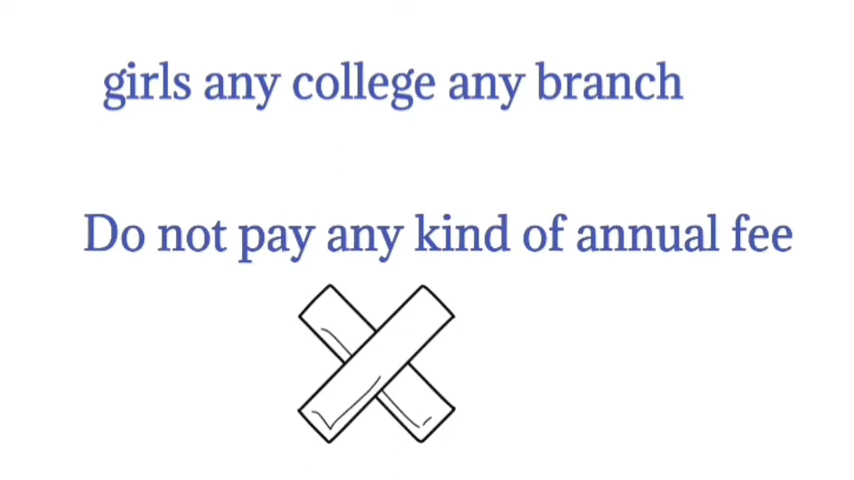 girls any college any branch
Do not pay any kind of annual fee